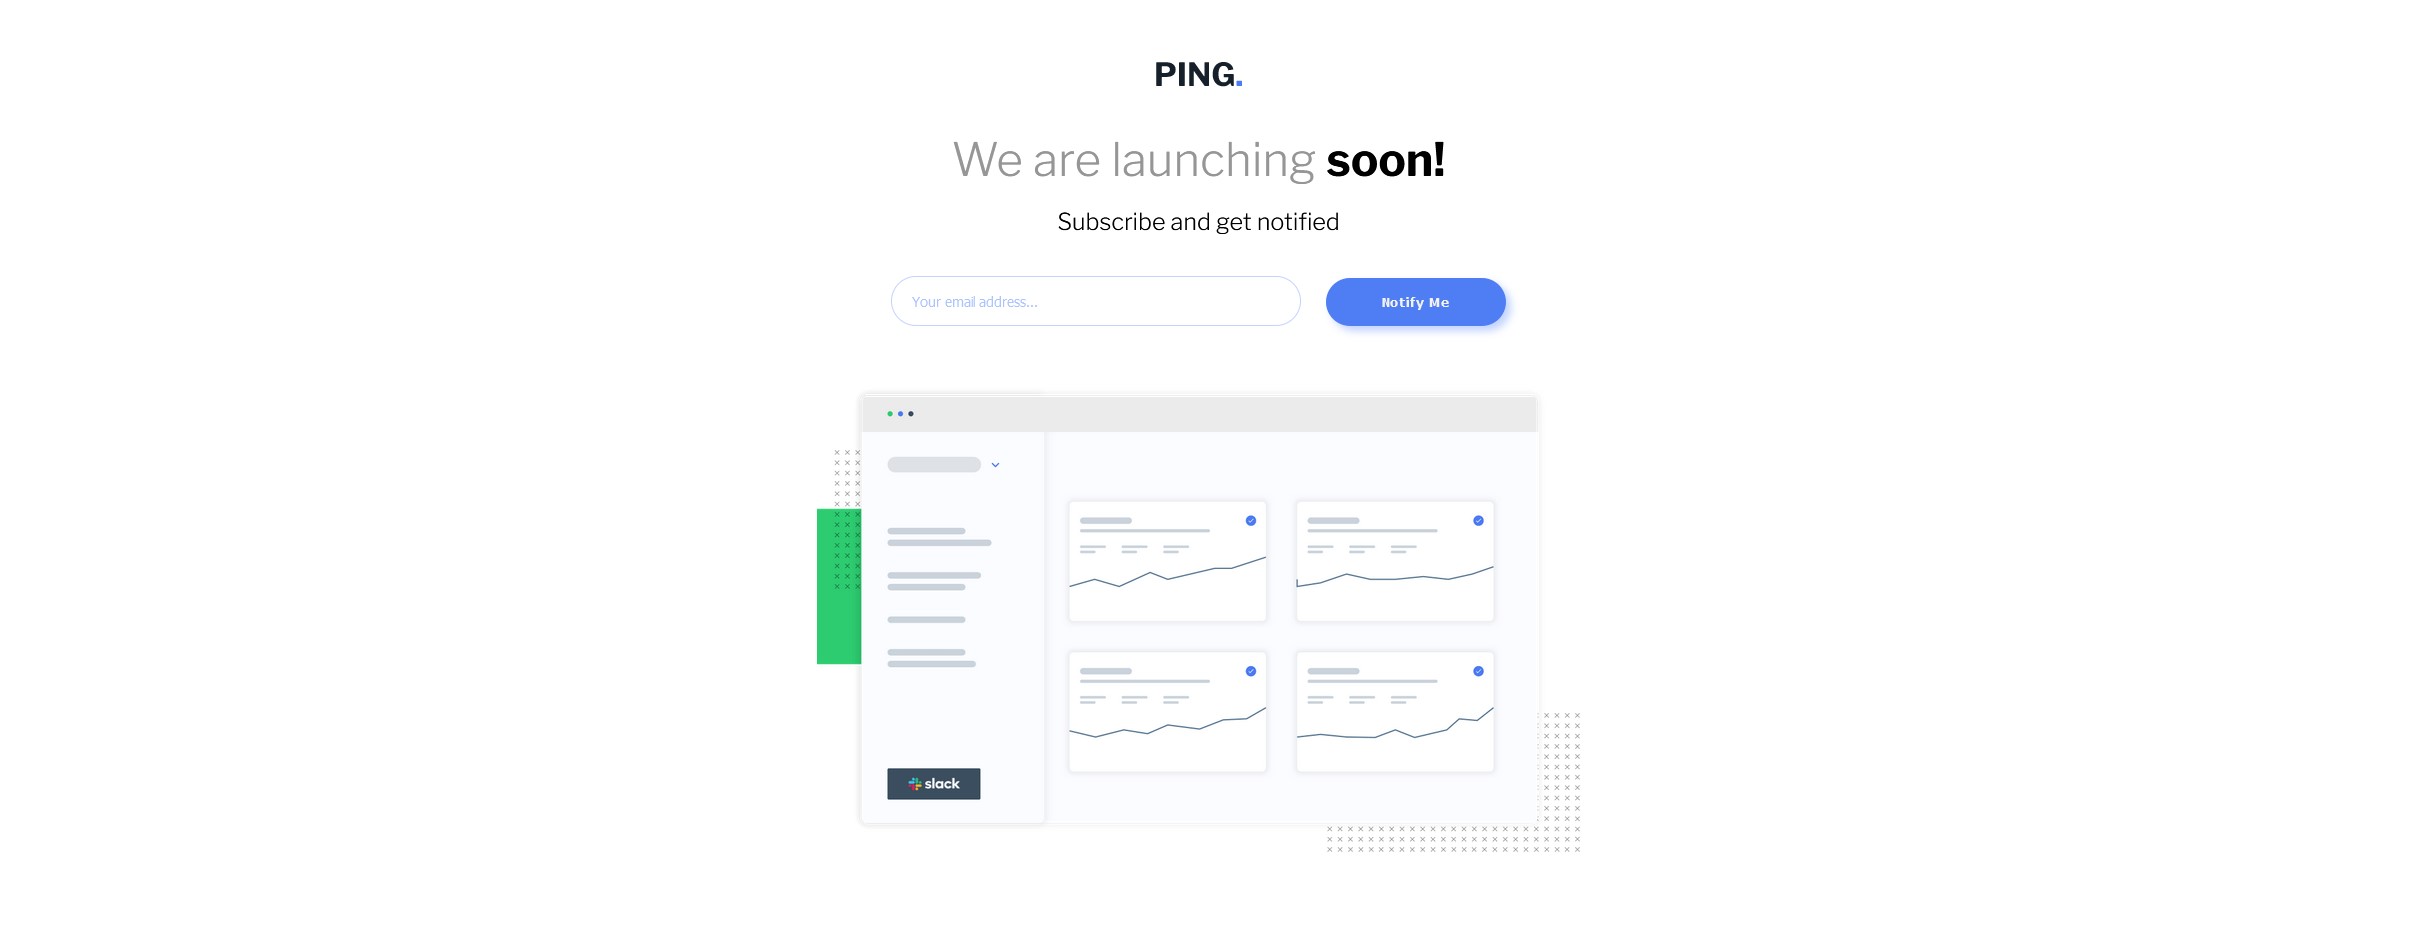 PING.
We are launching soon!
Subscribe and get notified
Your email address...
Notify Me
slack